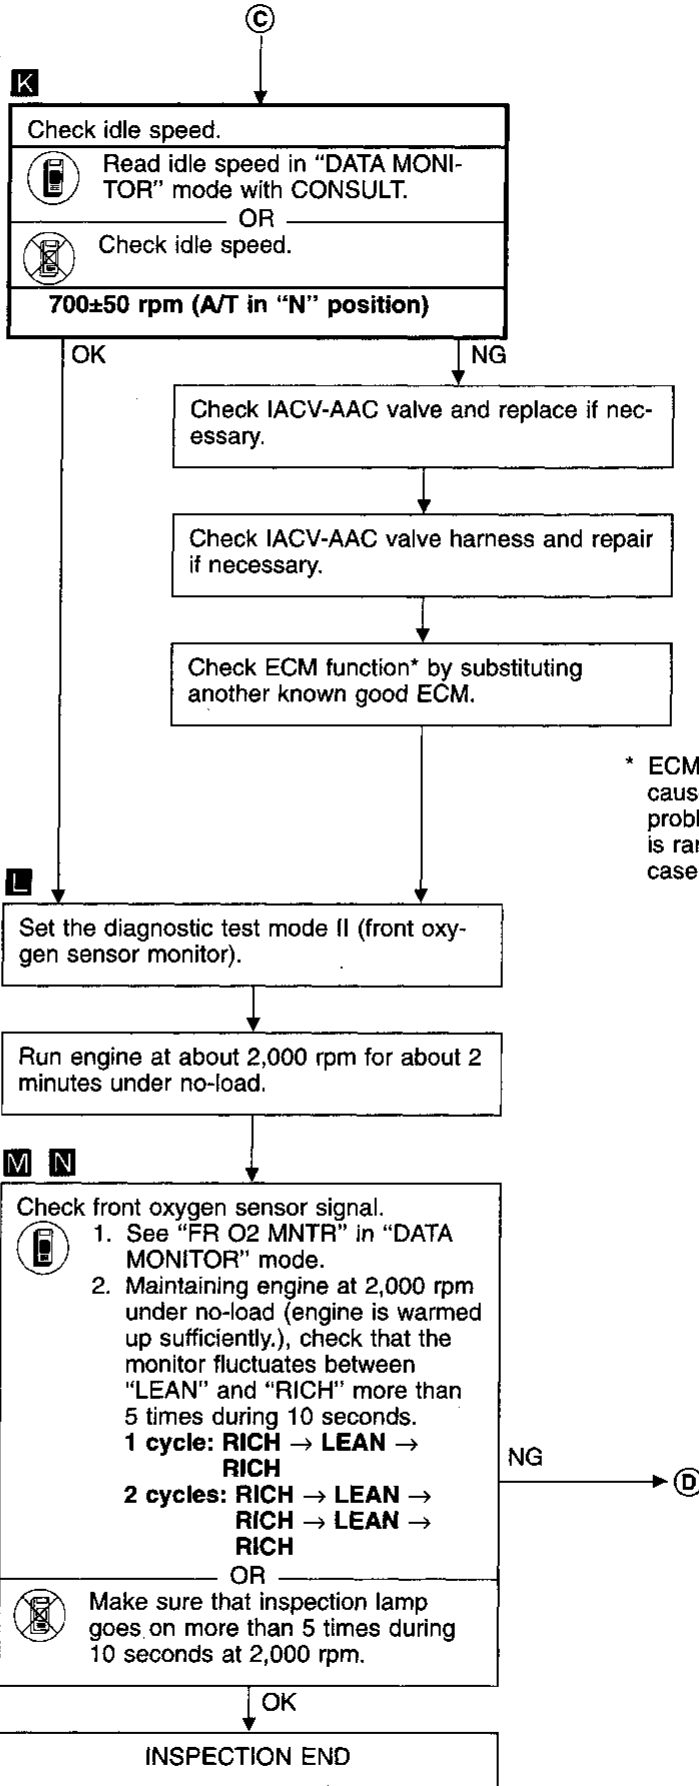 C
K
Check idle speed.
Read idle speed in "DATA MONI-
TOR" mode with CONSULT.
OR
Check idle speed.
700±50 rpm (A/T in "N" position)
OK
NG
Check IACV-AAC valve and replace if nec-
essary.
Check IACV-AAC valve harness and repair
if necessary.
Check ECM function* by substituting
another known good ECM.
* ECM
caus
probl
is rar
case
L
Set the diagnostic test mode II (front oxy-
gen sensor monitor).
Run engine at about 2,000 rpm for about 2
minutes under no-load.
M N
Check front oxygen sensor signal.
1. See "FR O2 MNTR" in "DATA
MONITOR" mode.
2. Maintaining engine at 2,000 rpm
under no-load (engine is warmed
up sufficiently.), check that the
monitor fluctuates between
"LEAN" and "RICH" more than
5 times during 10 seconds.
1 cycle: RICH → LEAN →
RICH
2 cycles: RICH → LEAN →
RICH → LEAN →
RICH
NG
D
OR
Make sure that inspection lamp
goes on more than 5 times during
10 seconds at 2,000 rpm.
OK
INSPECTION END